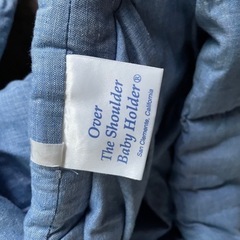 Over
The Shoulder
Baby Holder®
San Clemente, California